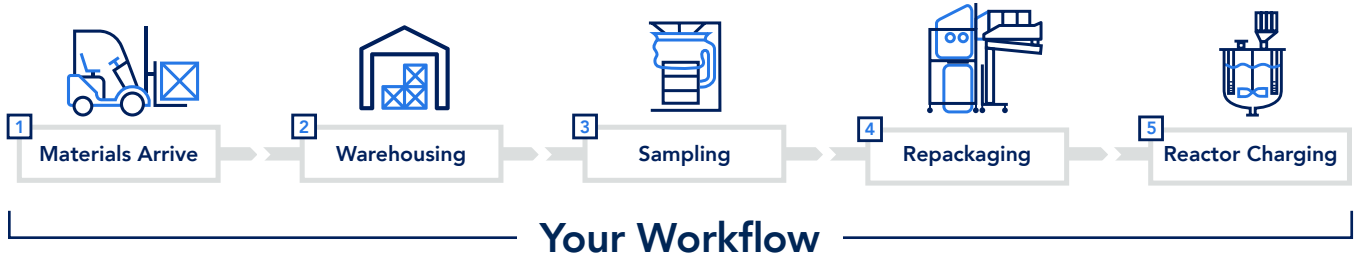 1
Materials Arrive
2
Warehousing
3
Sampling
4
Repackaging
5
Reactor Charging
Your Workflow